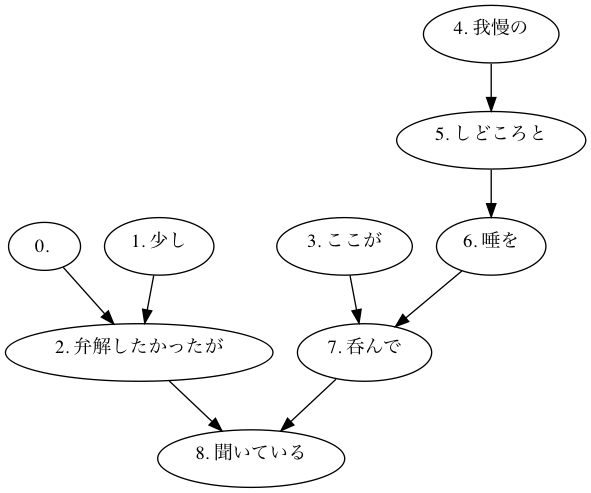 4. 我慢の
5. しどころと
0.
1. 少し
3. ここが
6. 唾を
2. 弁解したかったが
7. 呑んで
8. 聞いている